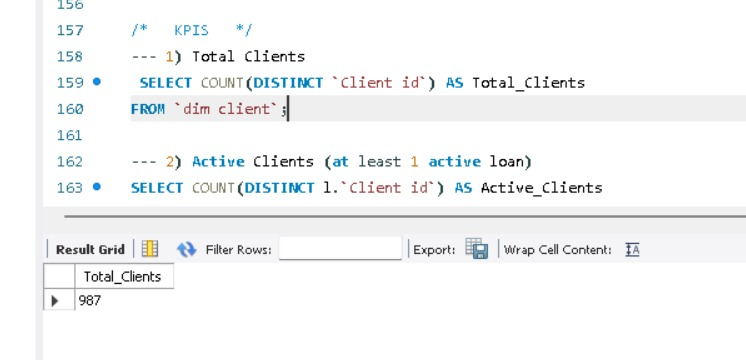 156
157 /* KPIS */
158 --- 1) Total Clients
159 SELECT COUNT(DISTINCT `Client id`) AS Total_Clients
160 FROM `dim client`;
161
162 --- 2) Active Clients (at least 1 active loan)
163 SELECT COUNT(DISTINCT l.`Client id`) AS Active_Clients
Result Grid Filter Rows: Export: Wrap Cell Content: IA
Total_Clients
987